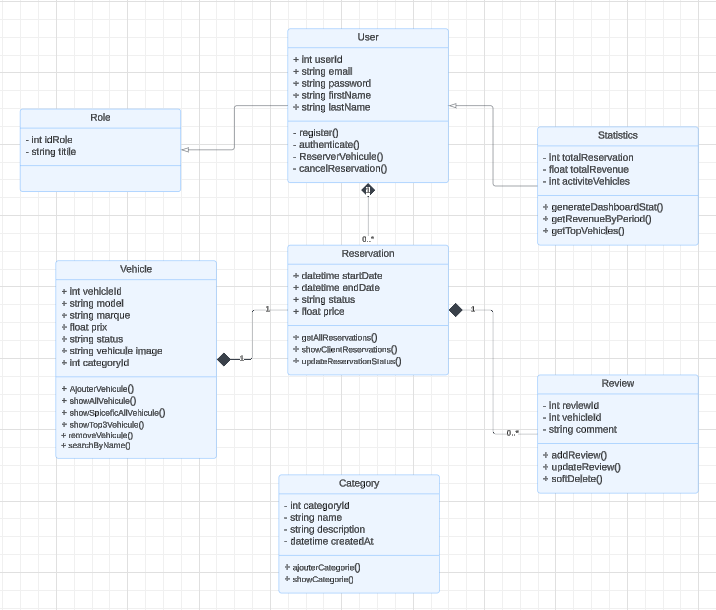 User
+ int userId
+ string email
+ string password
+ string firstName
+ string lastName
- register()
- authenticate()
- ReserverVehicule()
- cancelReservation()
Role
- int idRole
- string titile
Statistics
- int totalReservation
- float totalRevenue
- int activiteVehicles
+ generateDashboardStat()
+ getRevenueByPeriod()
+ getTopVehicles()
0..*
Reservation
+ datetime startDate
+ datetime endDate
+ string status
+ float price
+ getAllReservations()
+ showClientReservations()
+ updateReservationStatus()
Vehicle
+ int vehicleId
+ string model
+ string marque
+ float prix
+ string status
+ string vehicule image
+ int categoryId
+ AjouterVehicule()
+ showAllVehicule()
+ showSpiceficAllVehicule()
+ showTop3Vehicule()
+ removeVehicule()
+ searchByName()
1
1
1
0..*
Review
- int reviewId
- int vehicleId
- string comment
+ addReview()
+ updateReview()
+ softDelete()
Category
- int categoryId
- string name
- string description
- datetime createdAt
+ ajouterCategorie()
+ showCategorie()